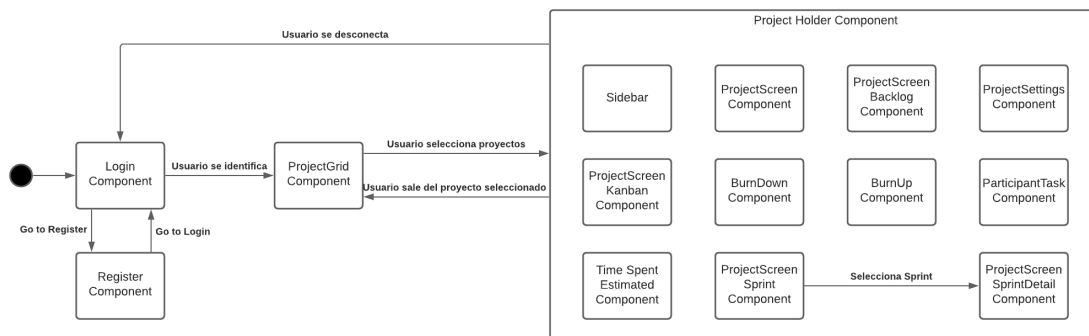 Project Holder Component
Usuario se desconecta
Sidebar
ProjectScreen
Component
ProjectScreen
Backlog
Component
ProjectSettings
Component
Login
Component
Usuario se identifica
ProjectGrid
Component
Usuario selecciona proyectos
Usuario sale del proyecto seleccionado
ProjectScreen
Kanban
Component
BurnDown
Component
BurnUp
Component
ParticipantTask
Component
Go to Register
Go to Login
Register
Component
Time Spent
Estimated
Component
ProjectScreen
Sprint
Component
Selecciona Sprint
ProjectScreen
SprintDetail
Component